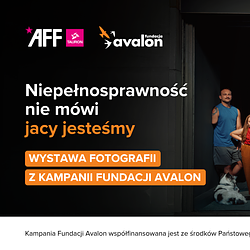 AFF TAURON fundacja avalon
Niepełnosprawność
nie mówi
jacy jesteśmy
WYSTAWA FOTOGRAFII
Z KAMPANII FUNDACJI AVALON
Kampania Fundacji Avalon współfinansowana jest ze środków Państwoweg